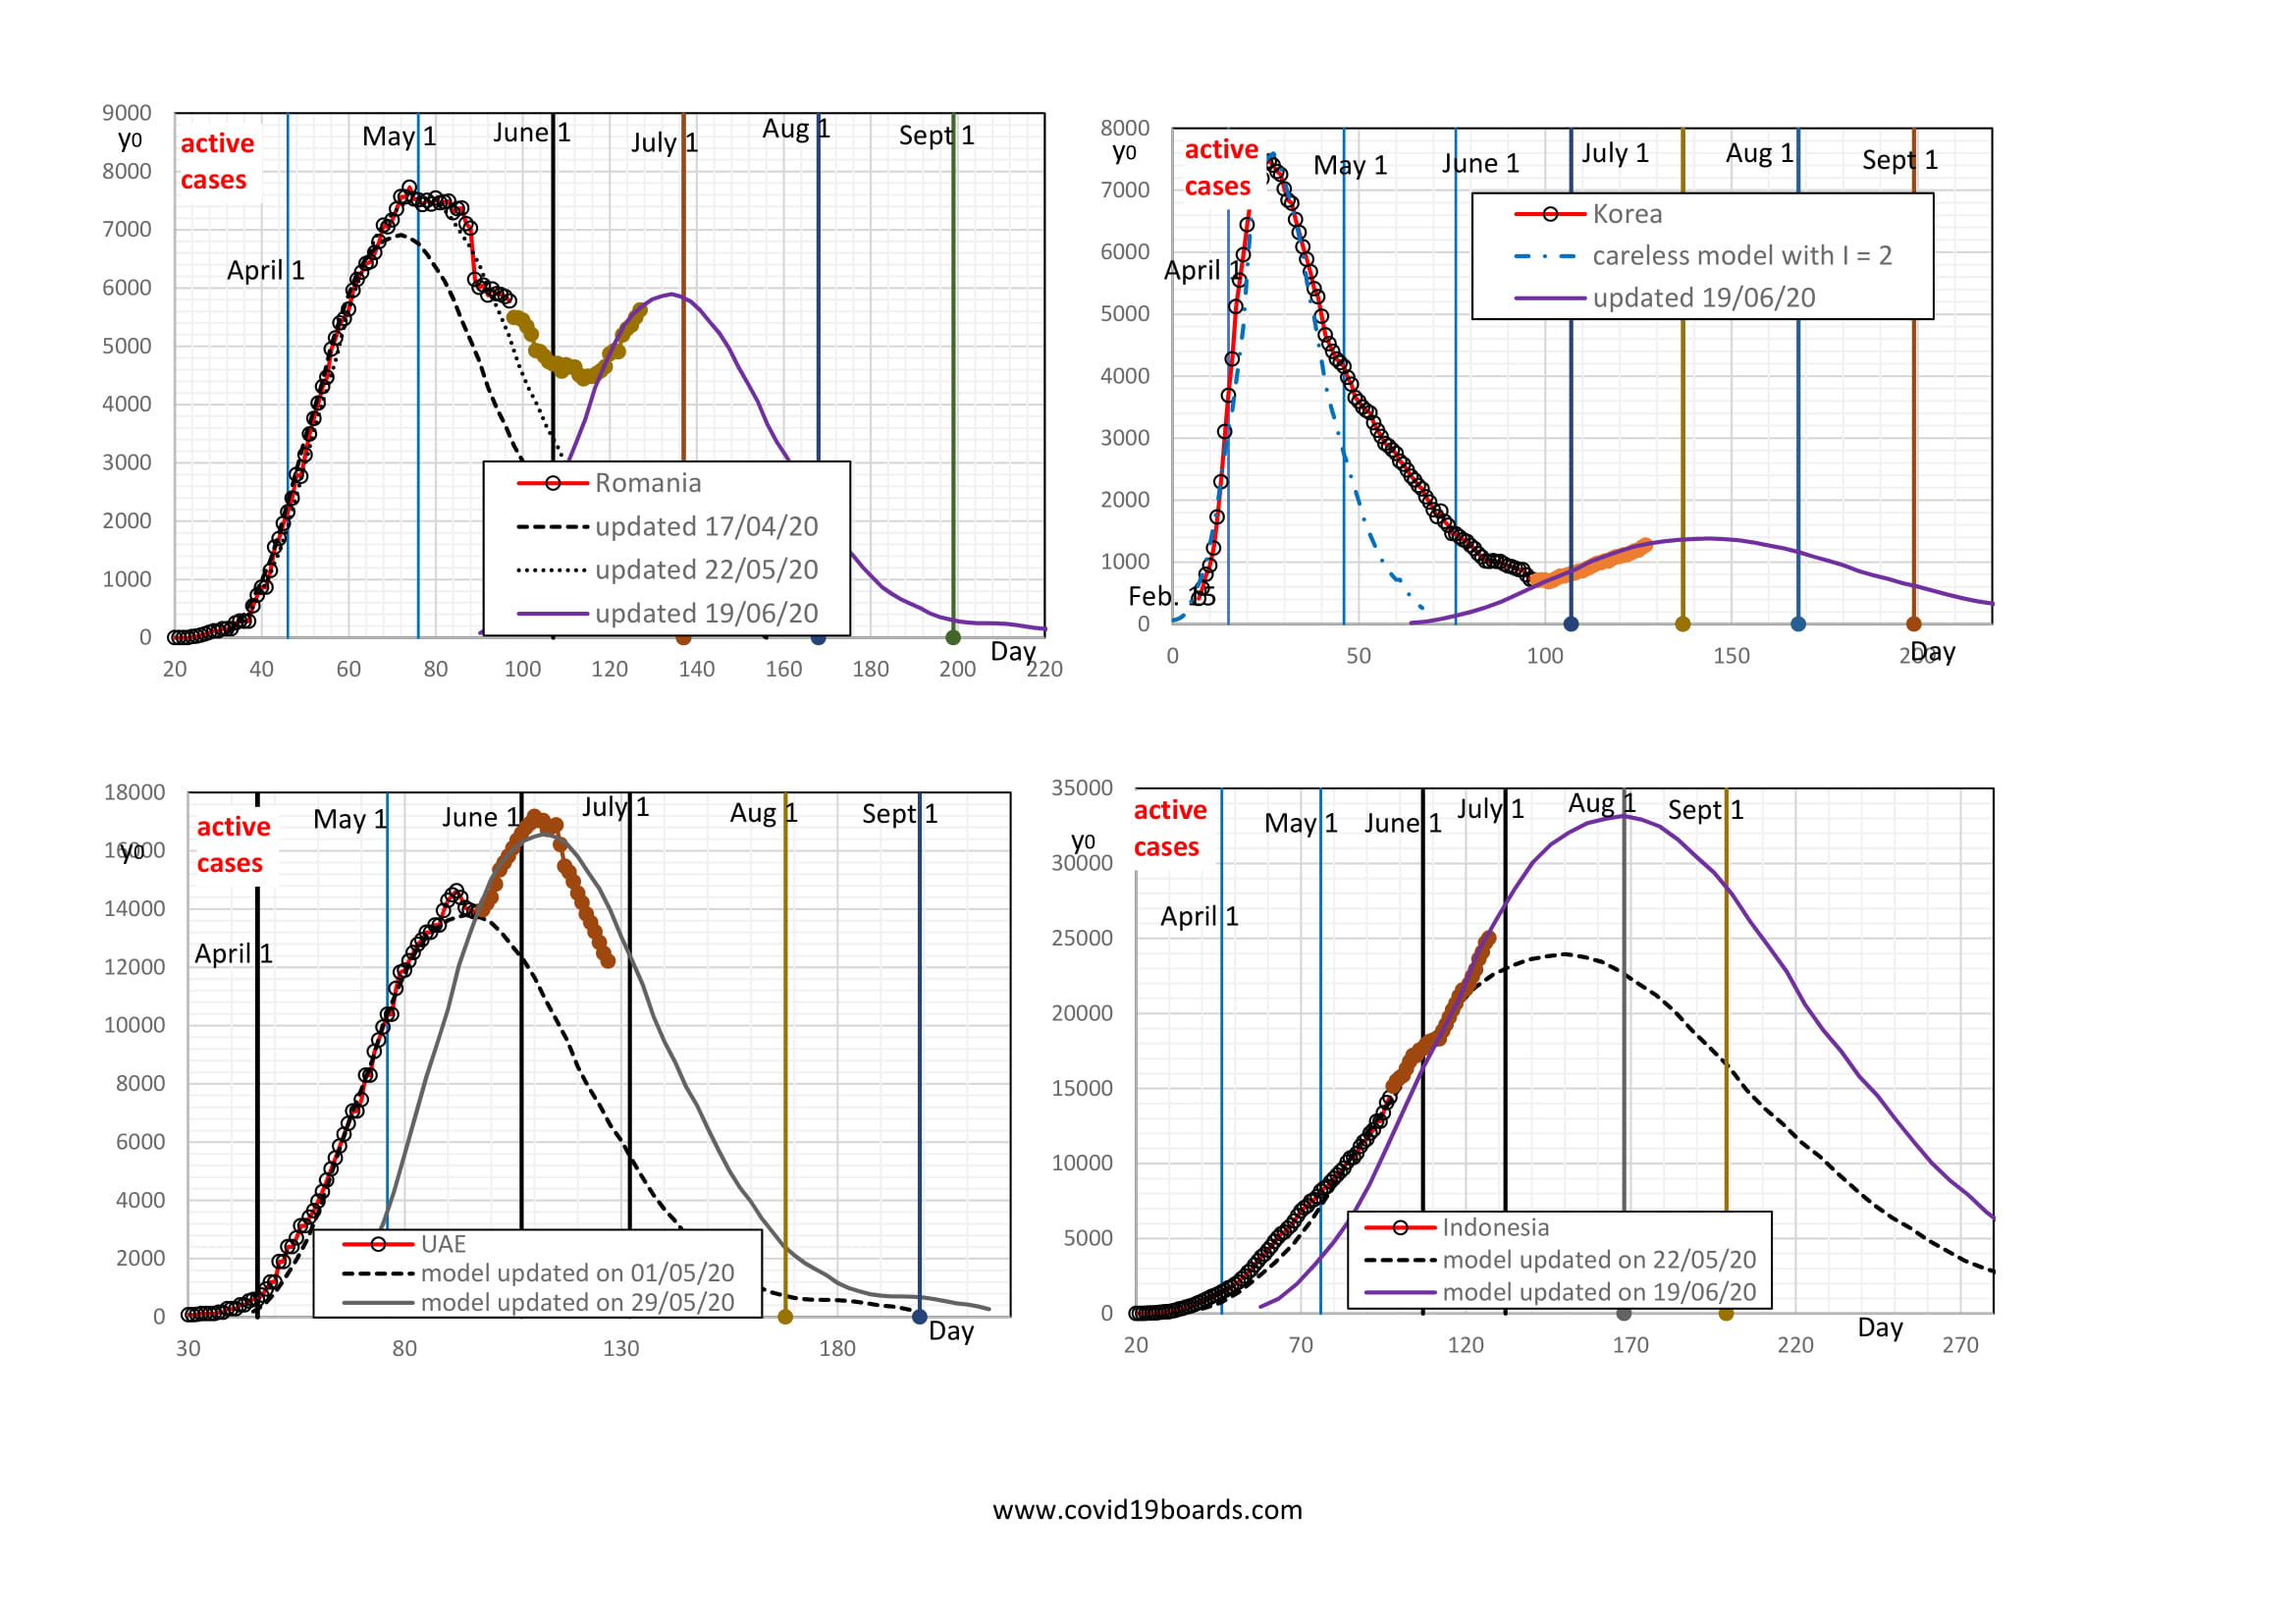 9000
y0
active
cases
May 1
June 1
July 1
Aug 1
Sept 1
8000
7000
April 1
6000
5000
4000
3000
2000
1000
0
Romania
updated 17/04/20
updated 22/05/20
updated 19/06/20
Day
20 40 60 80 100 120 140 160 180 200 220
8000
y0
active
cases
May 1
June 1
July 1
Aug 1
Sept 1
7000
6000
April 1
5000
4000
3000
2000
1000
Feb. 15
0
Korea
careless model with I = 2
updated 19/06/20
0 50 100 150 200
Day
18000
active
cases
May 1
June 1
July 1
Aug 1
Sept 1
16000
y0
14000
April 1
12000
10000
8000
6000
4000
2000
0
UAE
model updated on 01/05/20
model updated on 29/05/20
Day
30 80 130 180
35000
active
cases
y0
May 1
June 1
July 1
Aug 1
Sept 1
30000
April 1
25000
20000
15000
10000
5000
0
Indonesia
model updated on 22/05/20
model updated on 19/06/20
Day
20 70 120 170 220 270
www.covid19boards.com